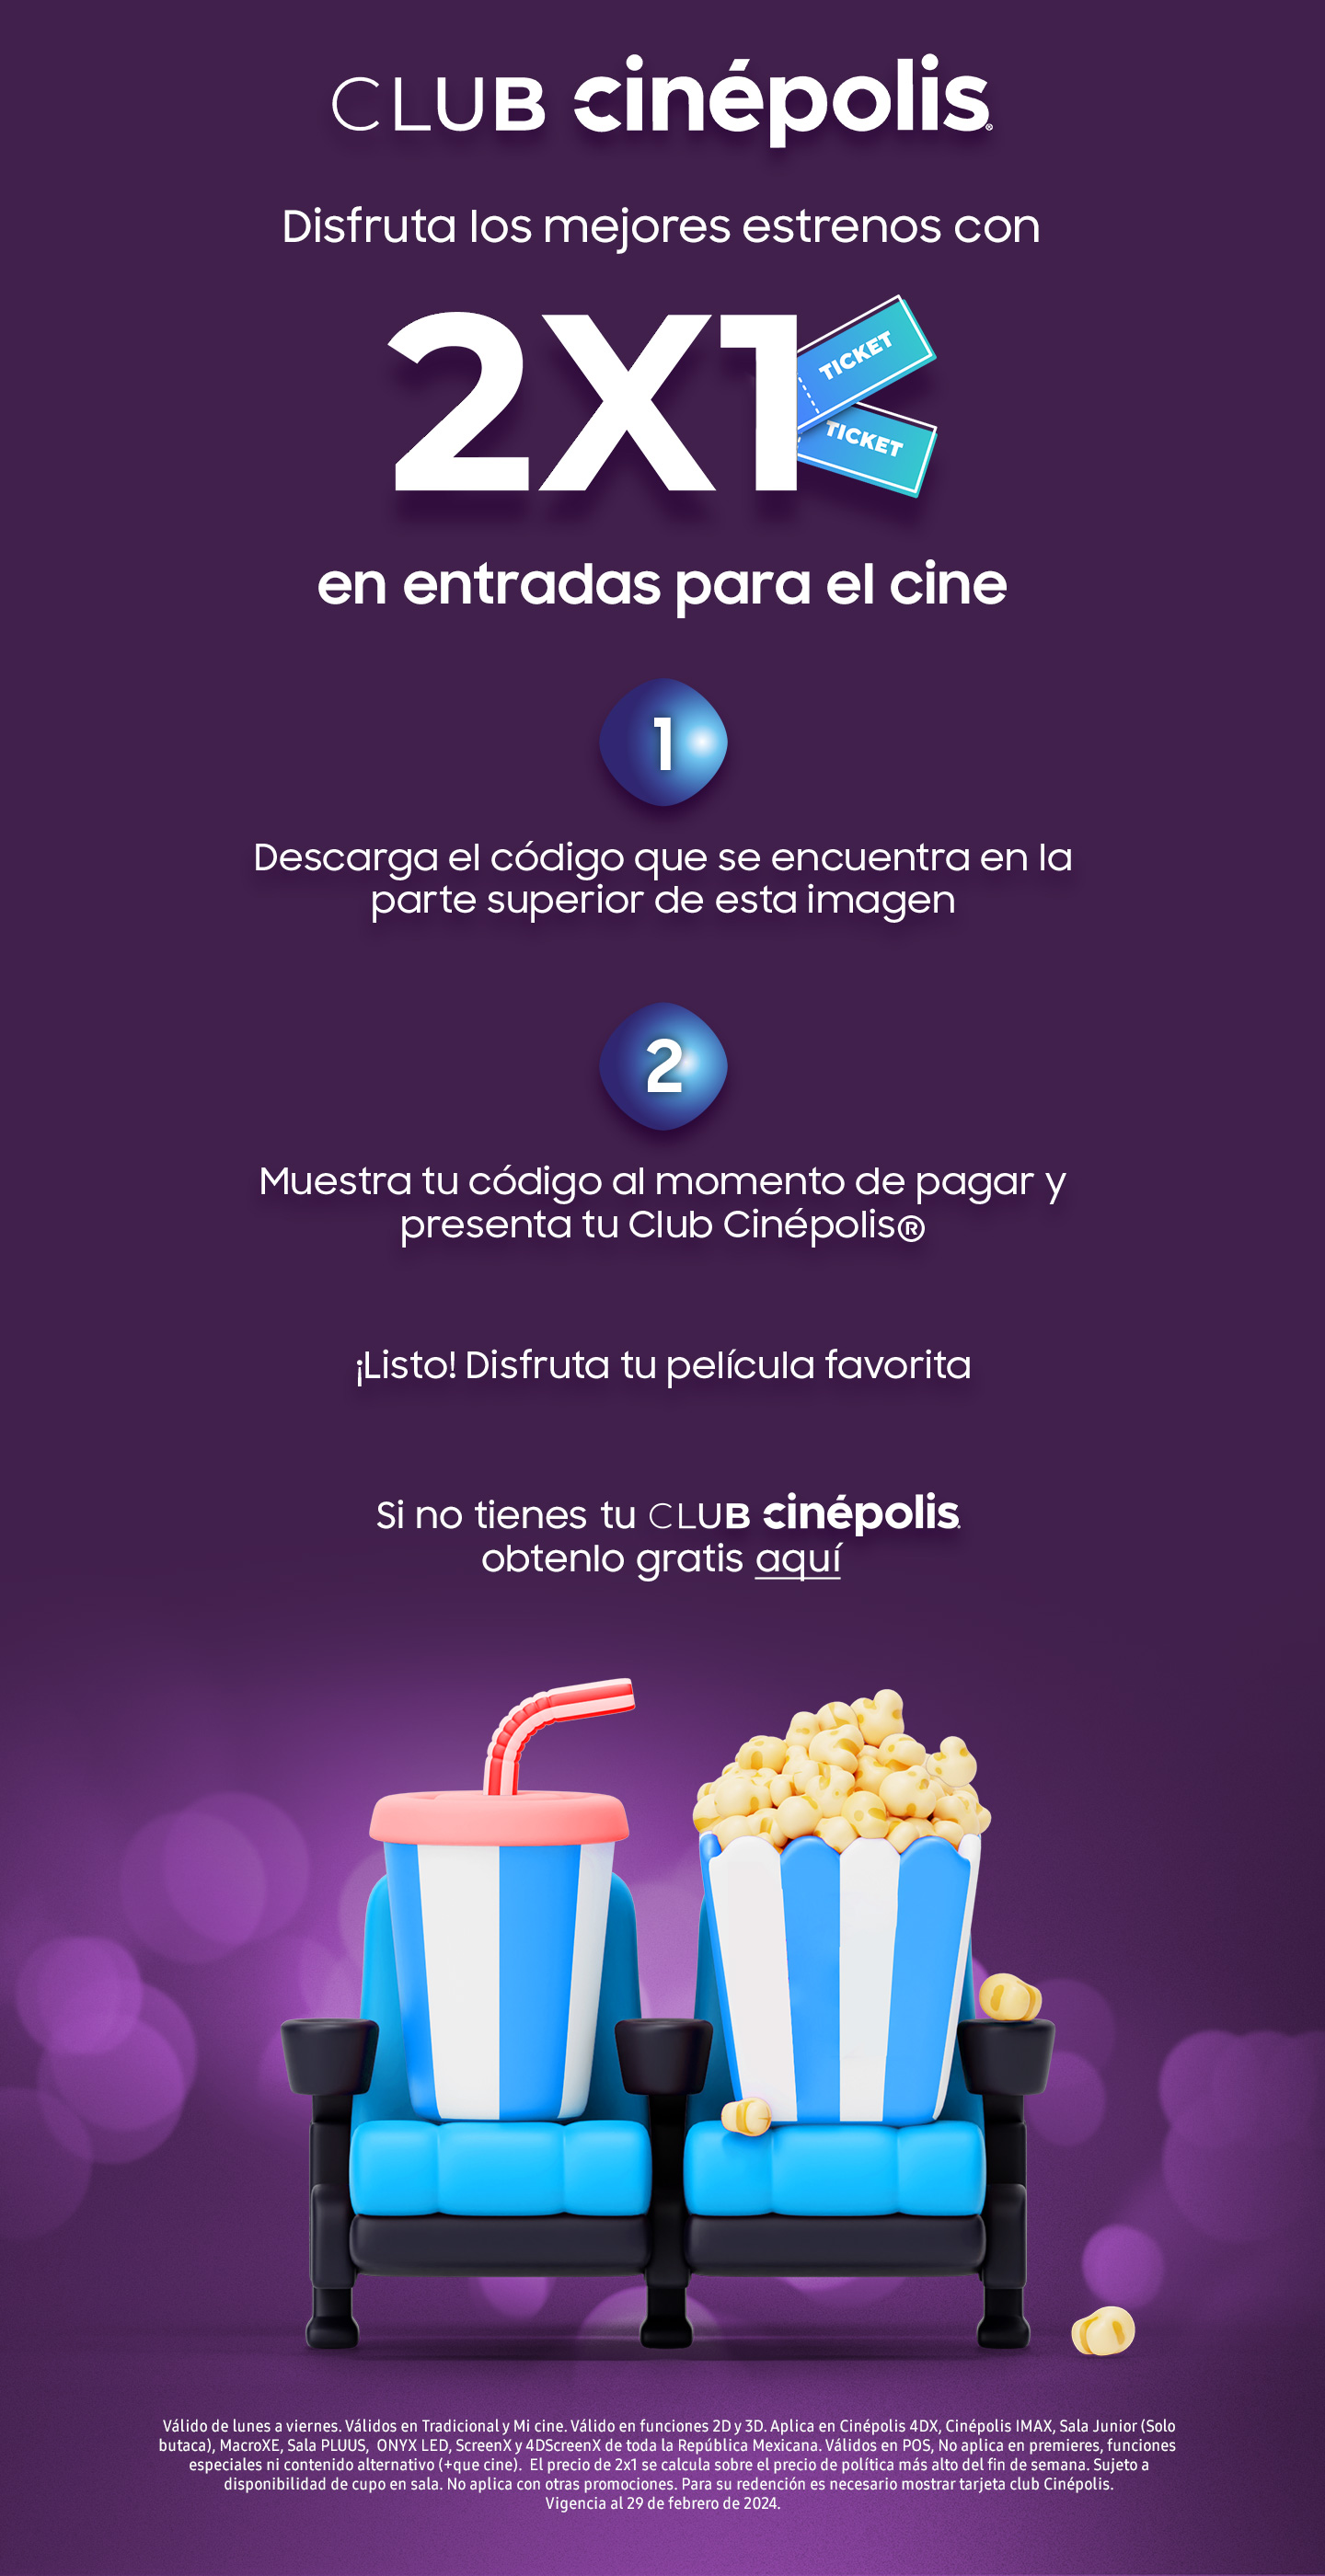 CLUB cinépolis®
Disfruta los mejores estrenos con
2X1
TICKET
TICKET
en entradas para el cine
1
Descarga el código que se encuentra en la
parte superior de esta imagen
2
Muestra tu código al momento de pagar y
presenta tu Club Cinépolis®
¡Listo! Disfruta tu película favorita
Si no tienes tu CLUB cinépolis
obtenlo gratis aquí
Válido de lunes a viernes. Válidos en Tradicional y Mi cine. Válido en funciones 2D y 3D. Aplica en Cinépolis 4DX, Cinépolis IMAX, Sala Junior (Solo
butaca), MacroXE, Sala PLUUS, ONYX LED, ScreenX y 4DScreenX de toda la República Mexicana. Válidos en POS, No aplica en premieres, funciones
especiales ni contenido alternativo (+que cine). El precio de 2x1 se calcula sobre el precio de política más alto del fin de semana. Sujeto a
disponibilidad de cupo en sala. No aplica con otras promociones. Para su redención es necesario mostrar tarjeta club Cinépolis.
Vigencia al 29 de febrero de 2024.